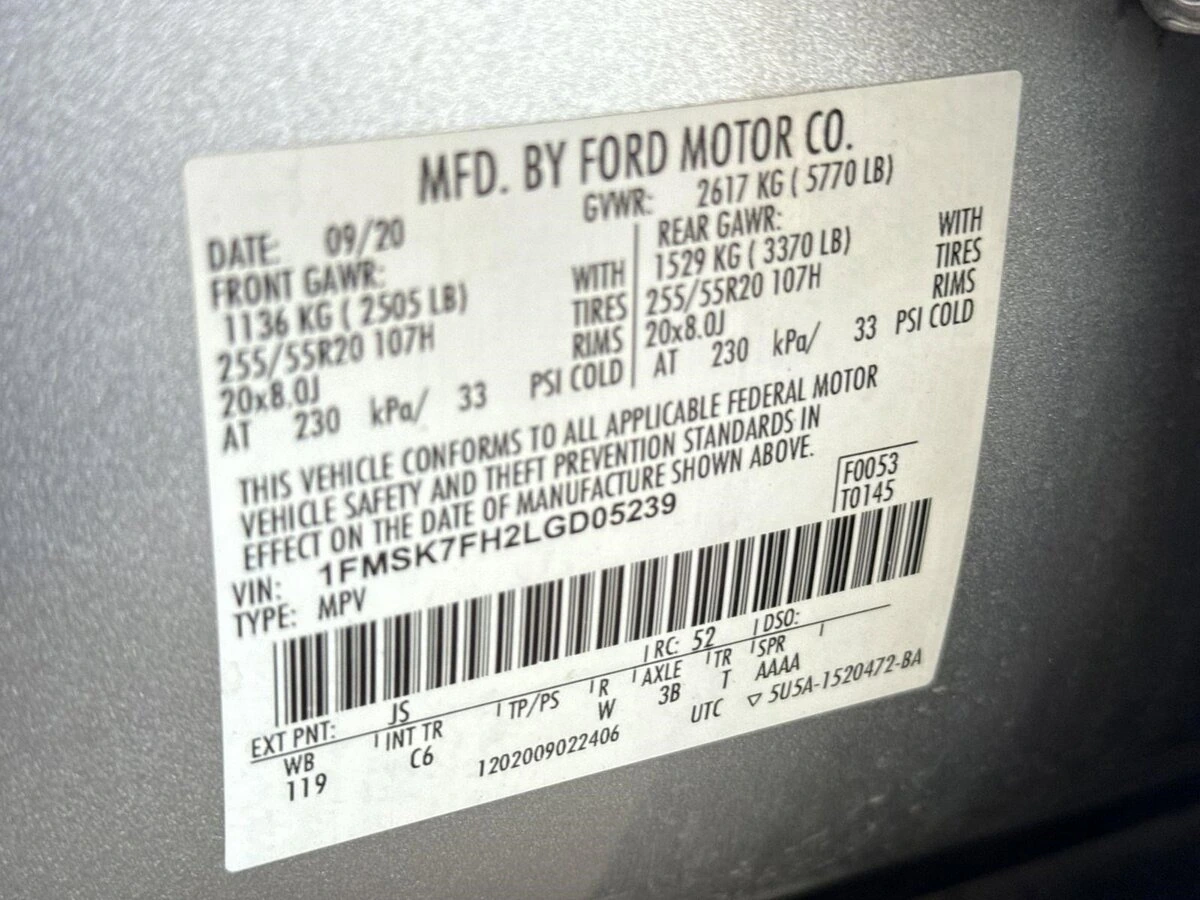 MFD. BY FORD MOTOR CO.
DATE: 09/20 GVWR: 2617 KG ( 5770 LB)
FRONT GAWR:
1136 KG ( 2505 LB) WITH
255/55R20 107H TIRES
20x8.0J RIMS
AT 230 kPa/ 33 PSI COLD
REAR GAWR:
1529 KG ( 3370 LB) WITH
255/55R20 107H TIRES
20x8.0J RIMS
AT 230 kPa/ 33 PSI COLD
THIS VEHICLE CONFORMS TO ALL APPLICABLE FEDERAL MOTOR
VEHICLE SAFETY AND THEFT PREVENTION STANDARDS IN
EFFECT ON THE DATE OF MANUFACTURE SHOWN ABOVE.
F0053
T0145
VIN: 1FMSK7FH2LGD05239
TYPE: MPV
EXT PNT: JS RC: 52 DSO:
WB INT TR TP/PS R AXLE TR SPR
119 C6 W 3B T AAAA
1202009022406 UTC ▽ 5U5A-1520472-BA